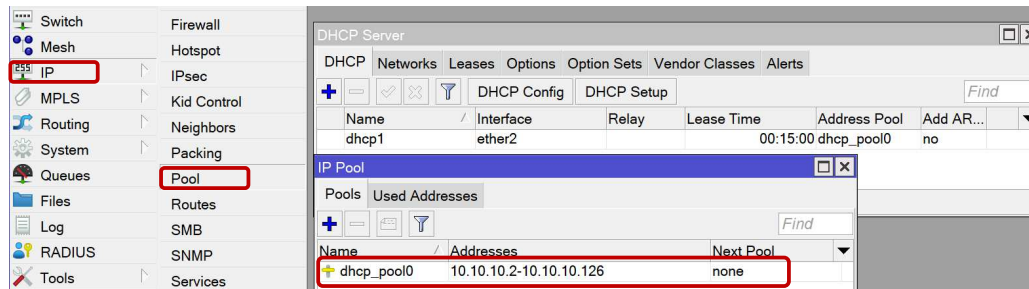 Switch
Mesh
255
IP
MPLS
Routing
System
Queues
Files
Log
RADIUS
Tools
Firewall
Hotspot
IPsec
Kid Control
Neighbors
Packing
Pool
Routes
SMB
SNMP
Services
DHCP Server
DHCP Networks Leases Options Option Sets Vendor Classes Alerts
DHCP Config DHCP Setup Find
Name Interface Relay Lease Time Address Pool Add AR...
dhcp1 ether2 00:15:00 dhcp_pool0 no
IP Pool
Pools Used Addresses
Find
Name Addresses Next Pool
dhcp_pool0 10.10.10.2-10.10.10.126 none